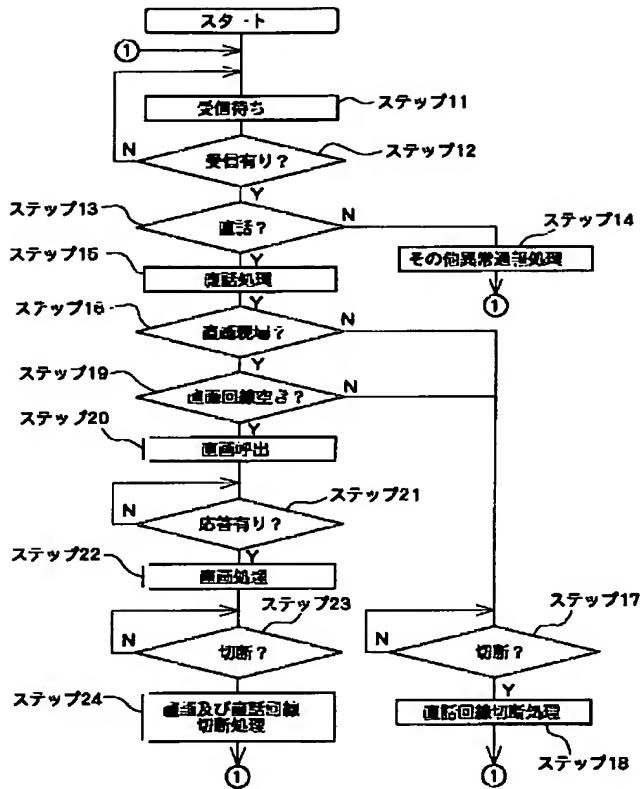 スタート
①
受信待ち
ステップ11
受信有り?
ステップ12
N
Y
ステップ13
直話?
N
Y
ステップ14
その他異常通報処理
①
ステップ15
直話処理
Y
ステップ16
直画現場?
N
Y
ステップ19
直画回線空き?
N
Y
ステップ20
直画呼出
ステップ21
応答有り?
N
Y
ステップ22
直画処理
ステップ23
切断?
N
ステップ17
切断?
N
Y
ステップ24
直画及び直話回線
切断処理
①
直話回線切断処理
ステップ18
①